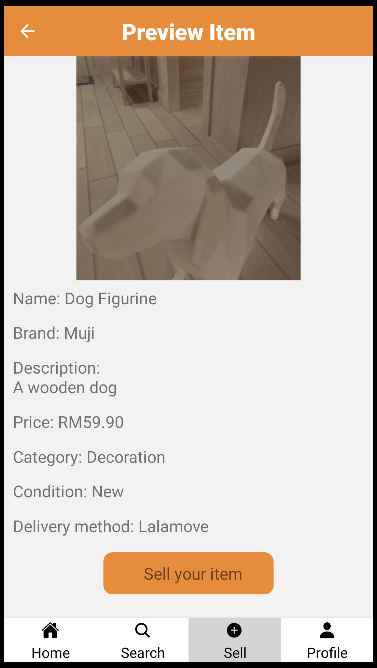 Preview Item
Name: Dog Figurine
Brand: Muji
Description:
A wooden dog
Price: RM59.90
Category: Decoration
Condition: New
Delivery method: Lalamove
Sell your item
Home Search Sell Profile